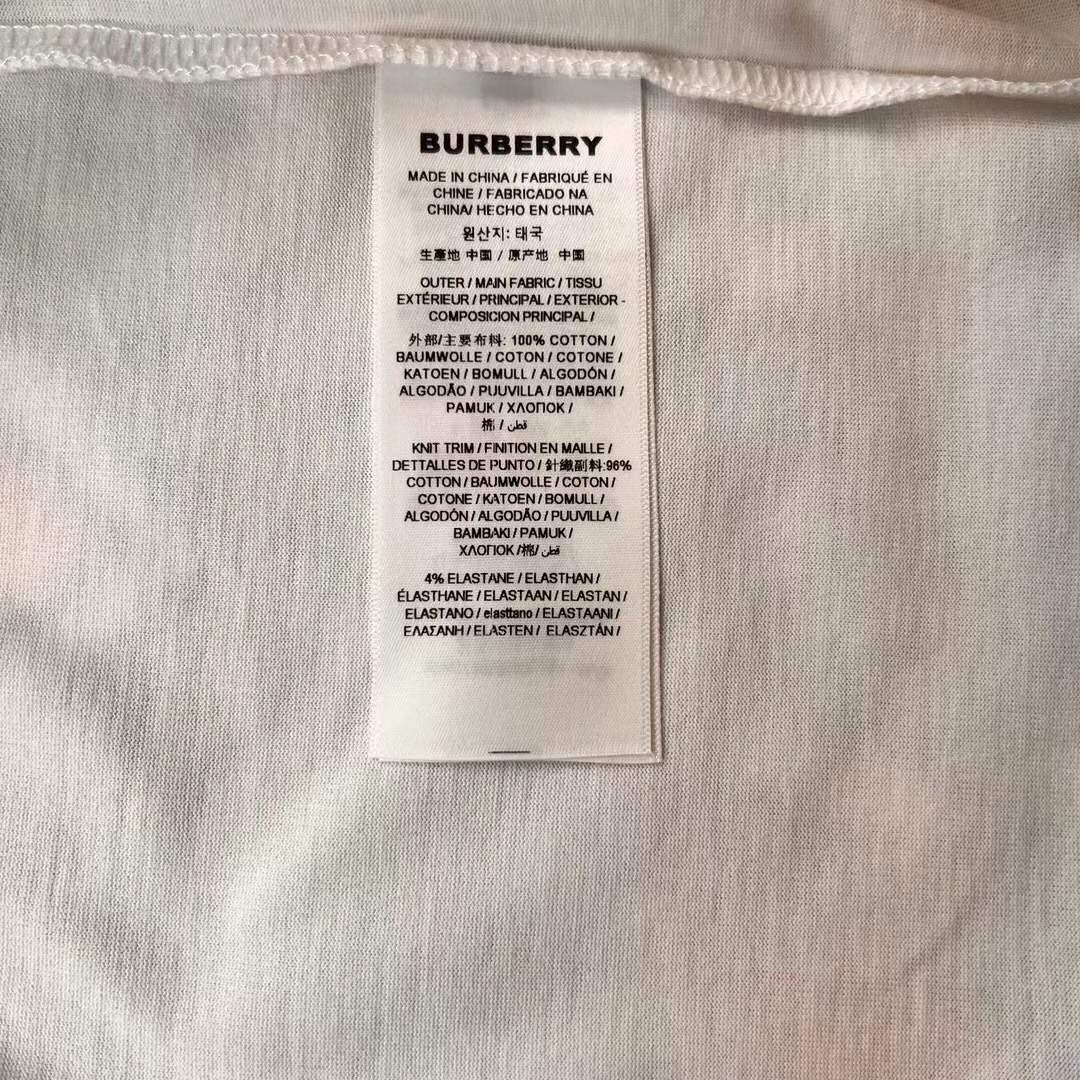 BURBERRY
MADE IN CHINA / FABRIQUÉ EN
CHINE / FABRICADO NA
CHINA/ HECHO EN CHINA
원산지: 태국
生產地 中国 / 原产地 中国
OUTER / MAIN FABRIC / TISSU
EXTÉRIEUR / PRINCIPAL / EXTERIOR -
COMPOSICION PRINCIPAL /
外部/主要布料: 100% COTTON /
BAUMWOLLE / COTON / COTONE /
KATOEN / BOMULL / ALGODÓN /
ALGODÃO / PUUVILLA / BAMBAKI /
PAMUK / ΧΛΟΠΟΚ /
棉 / قطن
KNIT TRIM / FINITION EN MAILLE /
DETTALLES DE PUNTO / 針織副料:96%
COTTON / BAUMWOLLE / COTON /
COTONE / KATOEN / BOMULL /
ALGODÓN / ALGODÃO / PUUVILLA /
BAMBAKI / PAMUK /
ΧΛΟΠΟΚ /棉/ قطن
4% ELASTANE / ELASTHAN /
ÉLASTHANE / ELASTAAN / ELASTAN /
ELASTANO / elasttano / ELASTAANI /
ΕΛΑΣΑΝΗ / ELASTEN / ELASZTÁN /